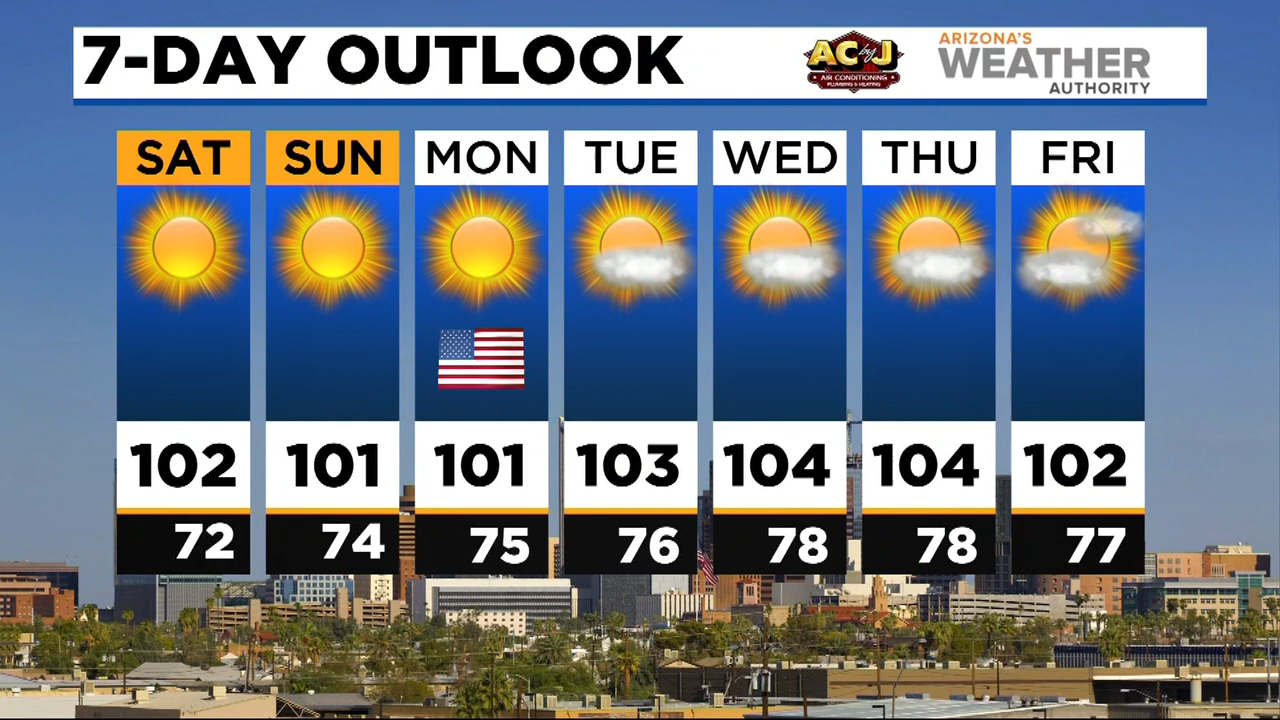 7-DAY OUTLOOK
AC by J
AIR CONDITIONING
PLUMBING & HEATING
ARIZONA'S
WEATHER
AUTHORITY
SAT SUN MON TUE WED THU FRI
102 101 101 103 104 104 102
72 74 75 76 78 78 77